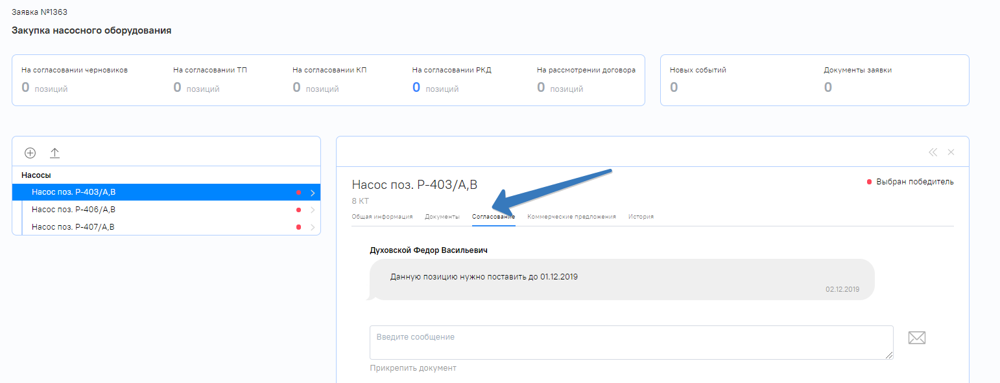 Заявка №1363
Закупка насосного оборудования
На согласовании черновиков
0 позиций
На согласовании ТП
0 позиций
На согласовании КП
0 позиций
На согласовании РКД
0 позиций
На рассмотрении договора
0 позиций
Новых событий
0
Документы заявки
0
Насосы
Насос поз. P-403/A,B
Насос поз. P-406/A,B
Насос поз. P-407/A,B
Насос поз. P-403/A,B
Выбран победитель
8 КТ
Общая информация Документы Согласование Коммерческие предложения История
Духовской Федор Васильевич
Данную позицию нужно поставить до 01.12.2019
02.12.2019
Введите сообщение
Прикрепить документ